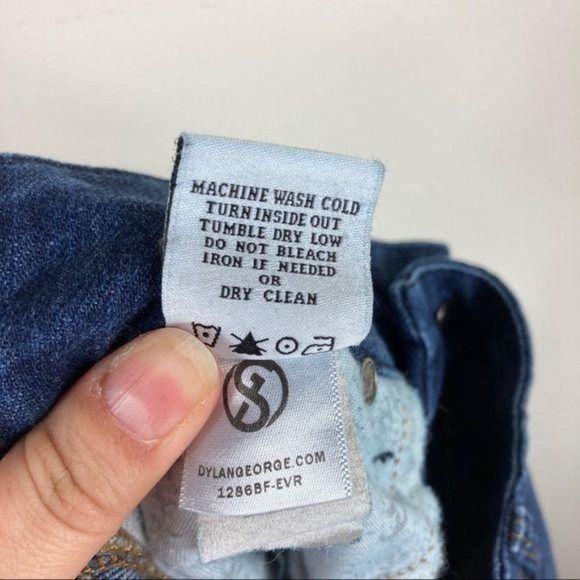 MACHINE WASH COLD
TURN INSIDE OUT
TUMBLE DRY LOW
DO NOT BLEACH
IRON IF NEEDED
OR
DRY CLEAN
DYLANGEORGE.COM
1286BF-EVR